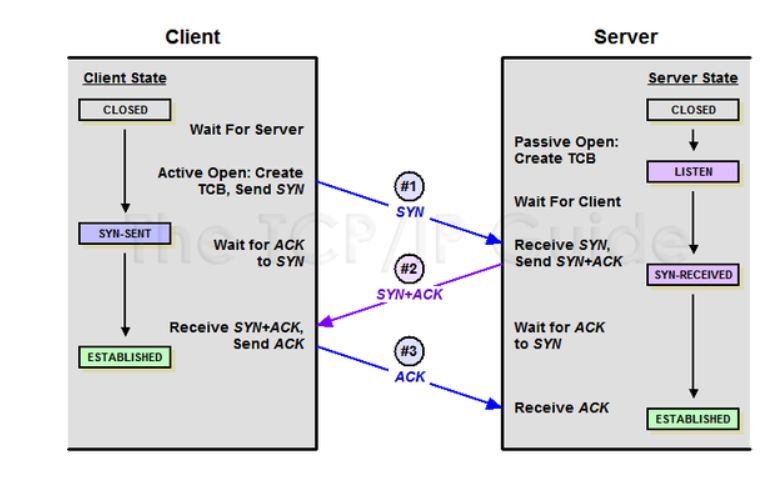 Client
Server
Client State
CLOSED
Wait For Server
Active Open: Create
TCB, Send SYN
SYN-SENT
Wait for ACK
to SYN
Receive SYN+ACK,
Send ACK
ESTABLISHED
#1
SYN
#2
SYN+ACK
#3
ACK
Server State
CLOSED
Passive Open:
Create TCB
LISTEN
Wait For Client
Receive SYN,
Send SYN+ACK
SYN-RECEIVED
Wait for ACK
to SYN
Receive ACK
ESTABLISHED
The TCP/IP Guide